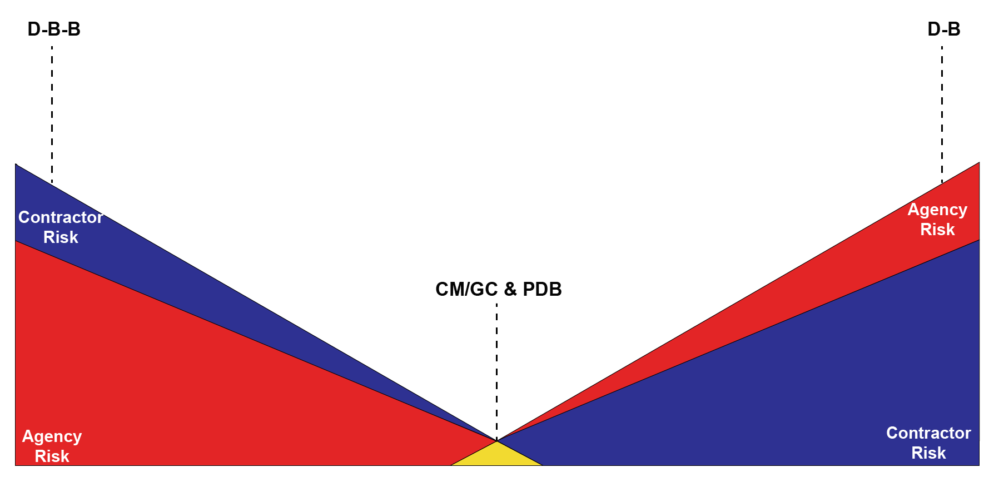 D-B-B
D-B
Contractor
Risk
Agency
Risk
CM/GC & PDB
Agency
Risk
Contractor
Risk